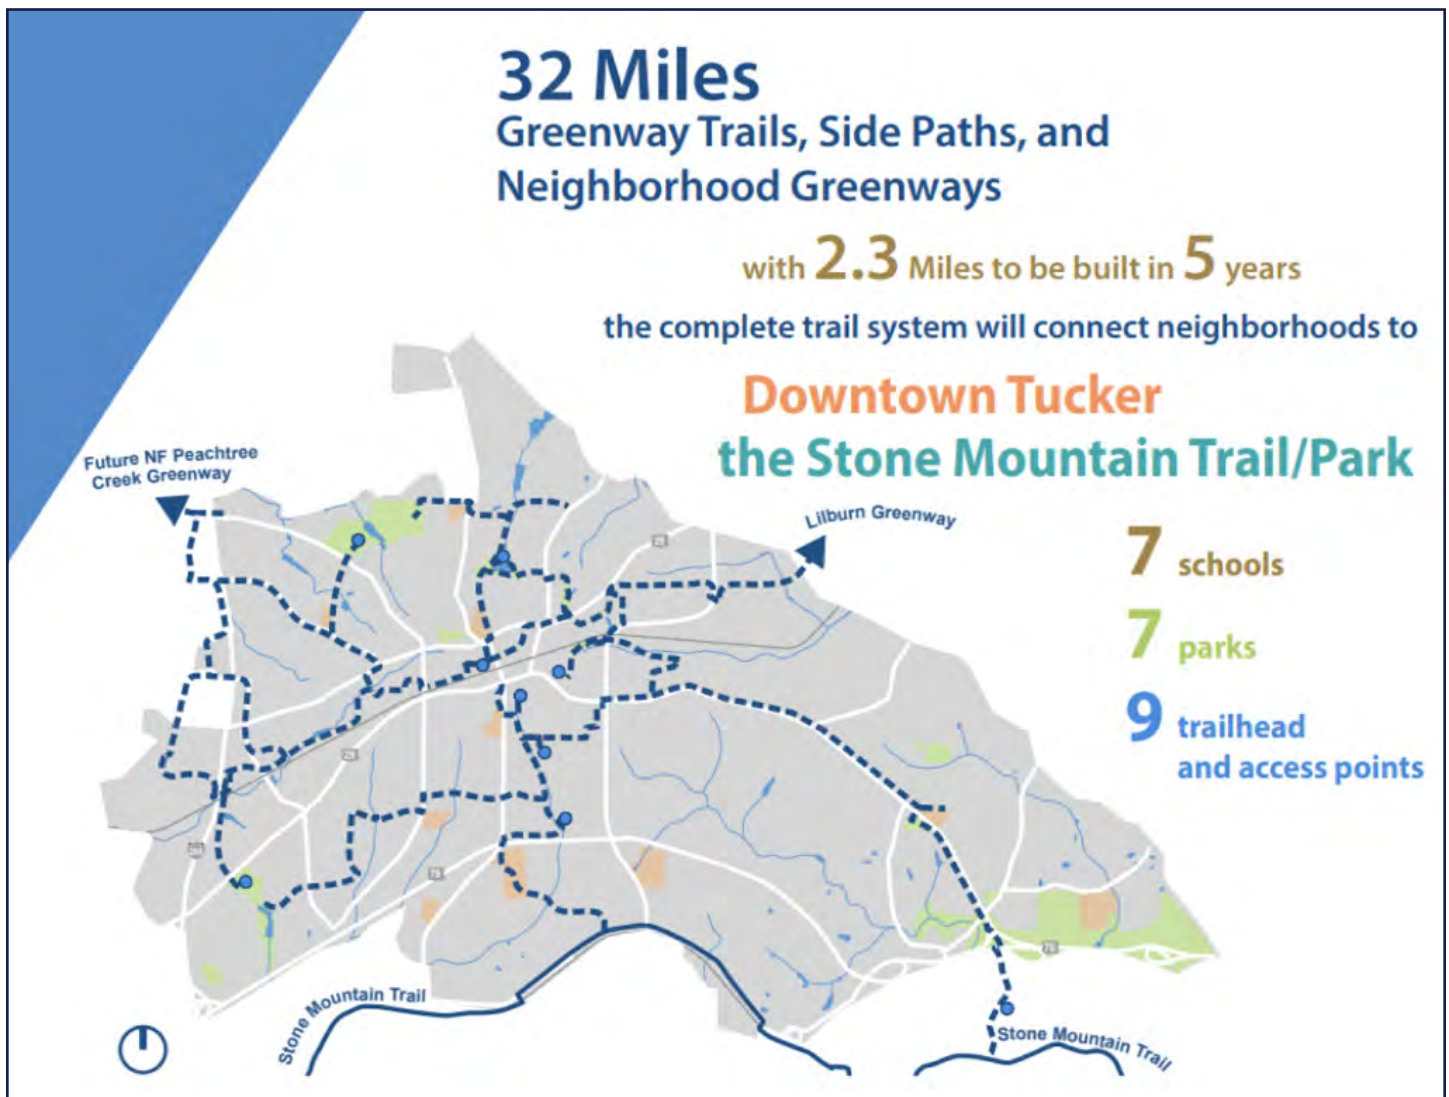 32 Miles
Greenway Trails, Side Paths, and
Neighborhood Greenways
with 2.3 Miles to be built in 5 years
the complete trail system will connect neighborhoods to
Downtown Tucker
the Stone Mountain Trail/Park
Future NF Peachtree
Creek Greenway
Lilburn Greenway
7 schools
7 parks
9 trailhead
and access points
78
Stone Mountain Trail
Stone Mountain Trail